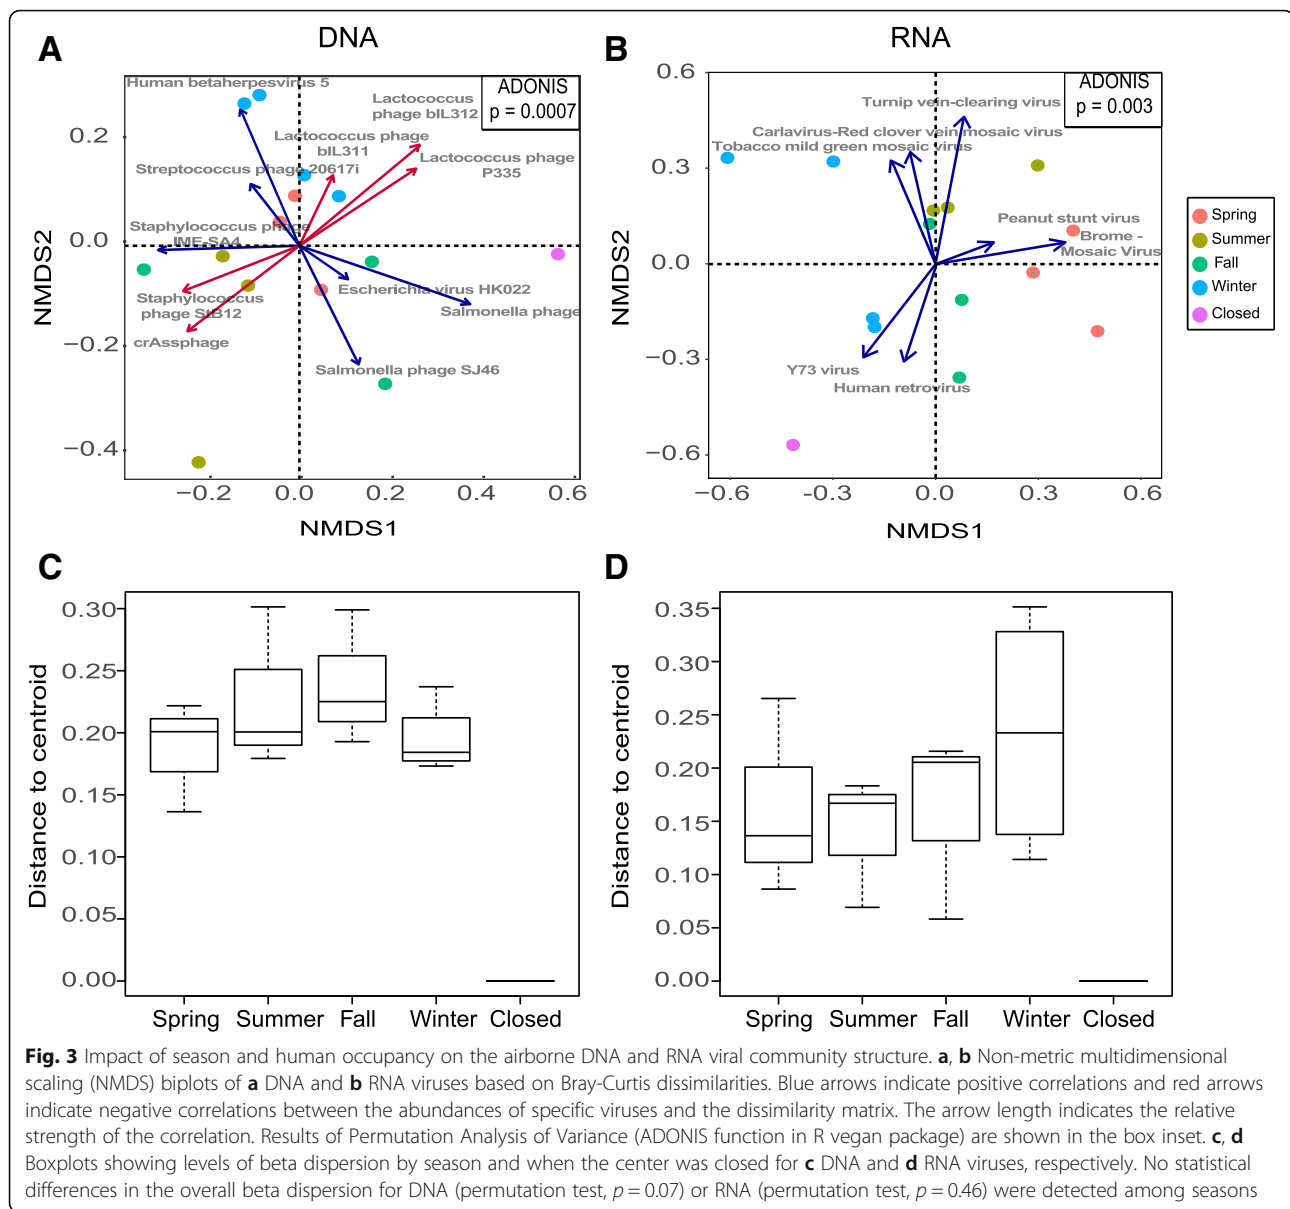 A
DNA
Human betaherpesvirus 5
Lactococcus
phage bIL312
ADONIS
p = 0.0007
Lactococcus phage
bIL311
Lactococcus phage
P335
Streptococcus phage 20617i
Staphylococcus phage
IME-SA4
Staphylococcus
phage StB12
crAssphage
Escherichia virus HK022
Salmonella phage
Salmonella phage SJ46
NMDS2
0.2
0.0
−0.2
−0.4
−0.2
0.0
0.2
0.4
0.6
NMDS1
B
RNA
ADONIS
p = 0.003
Turnip vein-clearing virus
Carlavirus-Red clover vein mosaic virus
Tobacco mild green mosaic virus
Peanut stunt virus
Brome -
Mosaic Virus
Y73 virus
Human retrovirus
NMDS2
0.6
0.3
0.0
−0.3
−0.6
−0.6
-0.3
0.0
0.3
0.6
NMDS1
Spring
Summer
Fall
Winter
Closed
C
Distance to centroid
0.30
0.25
0.20
0.15
0.10
0.05
0.00
Spring
Summer
Fall
Winter
Closed
D
Distance to centroid
0.35
0.30
0.25
0.20
0.15
0.10
0.05
0.00
Spring
Summer
Fall
Winter
Closed
Fig. 3 Impact of season and human occupancy on the airborne DNA and RNA viral community structure. a, b Non-metric multidimensional
scaling (NMDS) biplots of a DNA and b RNA viruses based on Bray-Curtis dissimilarities. Blue arrows indicate positive correlations and red arrows
indicate negative correlations between the abundances of specific viruses and the dissimilarity matrix. The arrow length indicates the relative
strength of the correlation. Results of Permutation Analysis of Variance (ADONIS function in R vegan package) are shown in the box inset. c, d
Boxplots showing levels of beta dispersion by season and when the center was closed for c DNA and d RNA viruses, respectively. No statistical
differences in the overall beta dispersion for DNA (permutation test, p = 0.07) or RNA (permutation test, p = 0.46) were detected among seasons